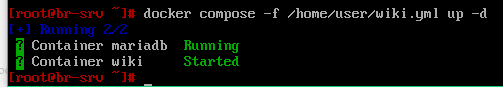 [root@br-srv ~]# docker compose -f /home/user/wiki.yml up -d
[+] Running 2/2
? Container mariadb Running
? Container wiki Started
[root@br-srv ~]# _